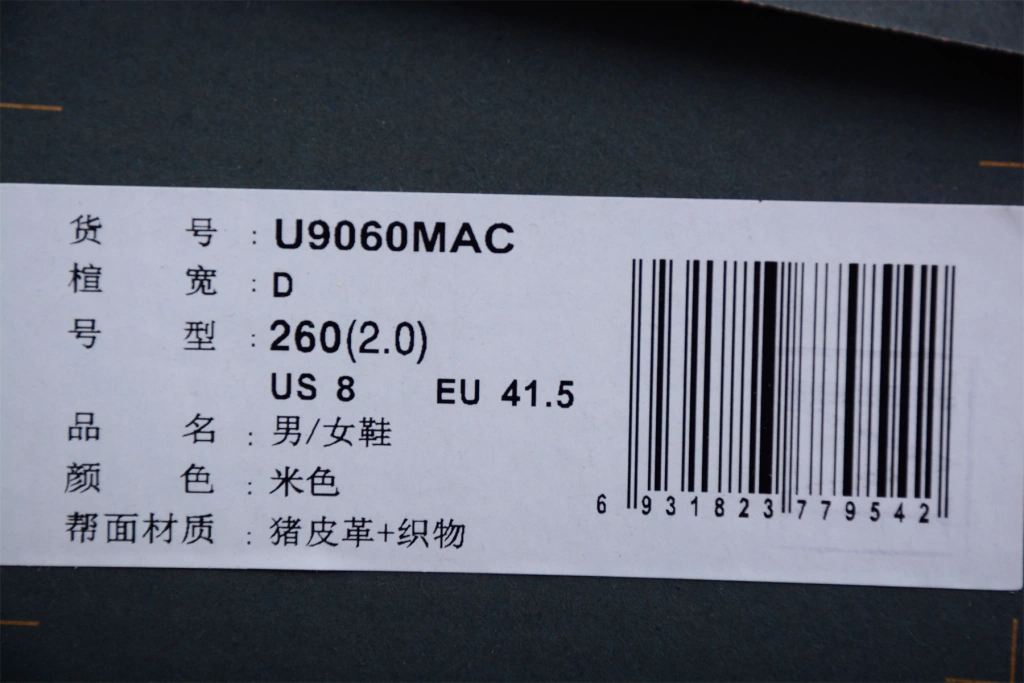 货 号 : U9060MAC
楦 宽 : D
号 型 : 260(2.0)
US 8 EU 41.5
品 名 : 男/女鞋
颜 色 : 米色
帮面材质 : 猪皮革+织物
6 931823 779542